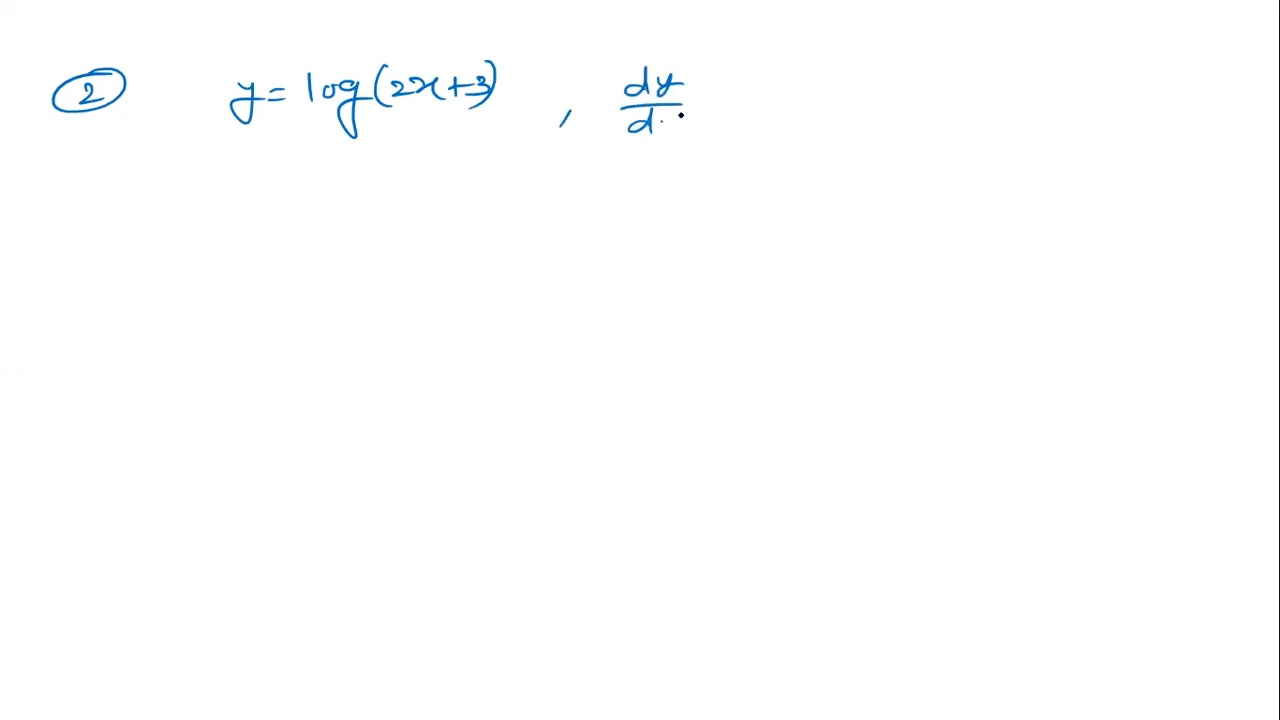 ② y = log(2x+3) , dy/d